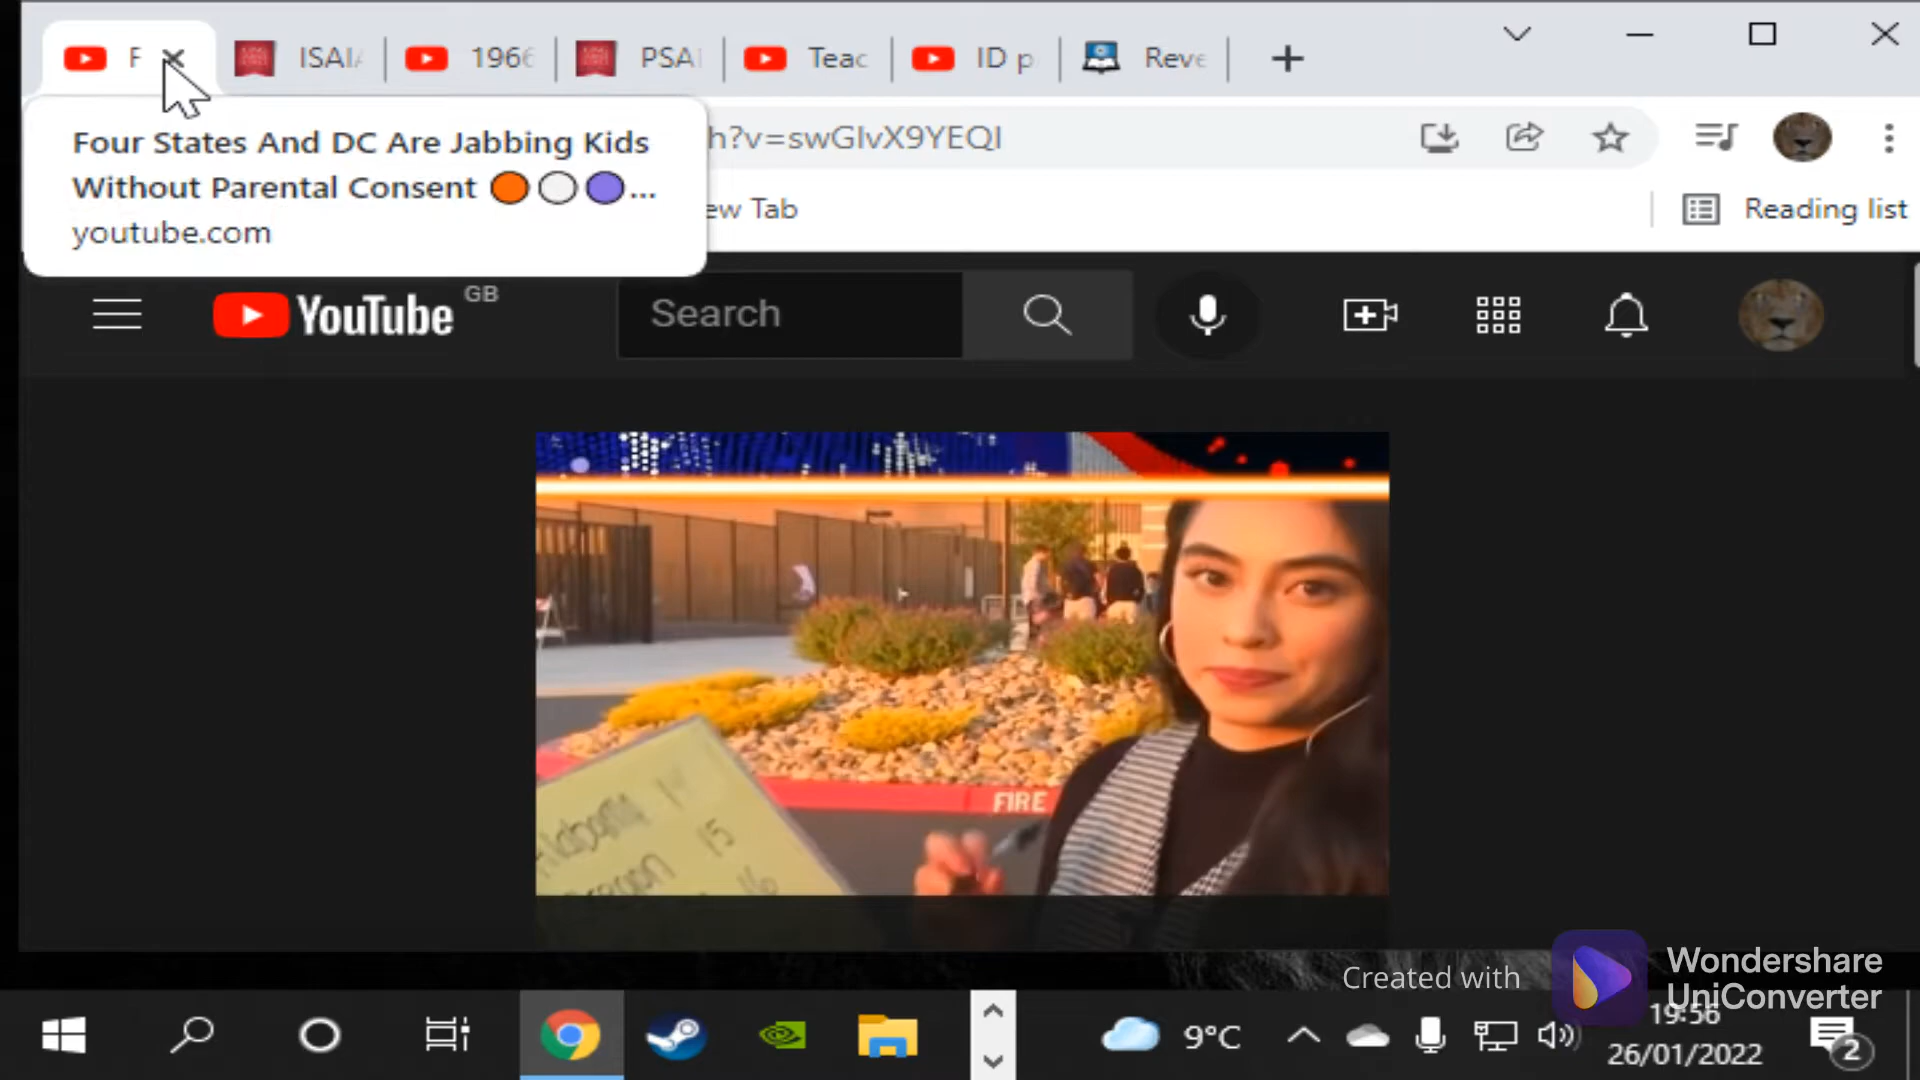 F
ISAI
1966
PSA
Teac
ID p
Reve
Four States And DC Are Jabbing Kids
Without Parental Consent
...
youtube.com
h?v=swGlvX9YEQI
ew Tab
Reading list
YouTube
GB
Search
FIRE
15
16
Created with
Wondershare
UniConverter
9°C
19:56
26/01/2022
2